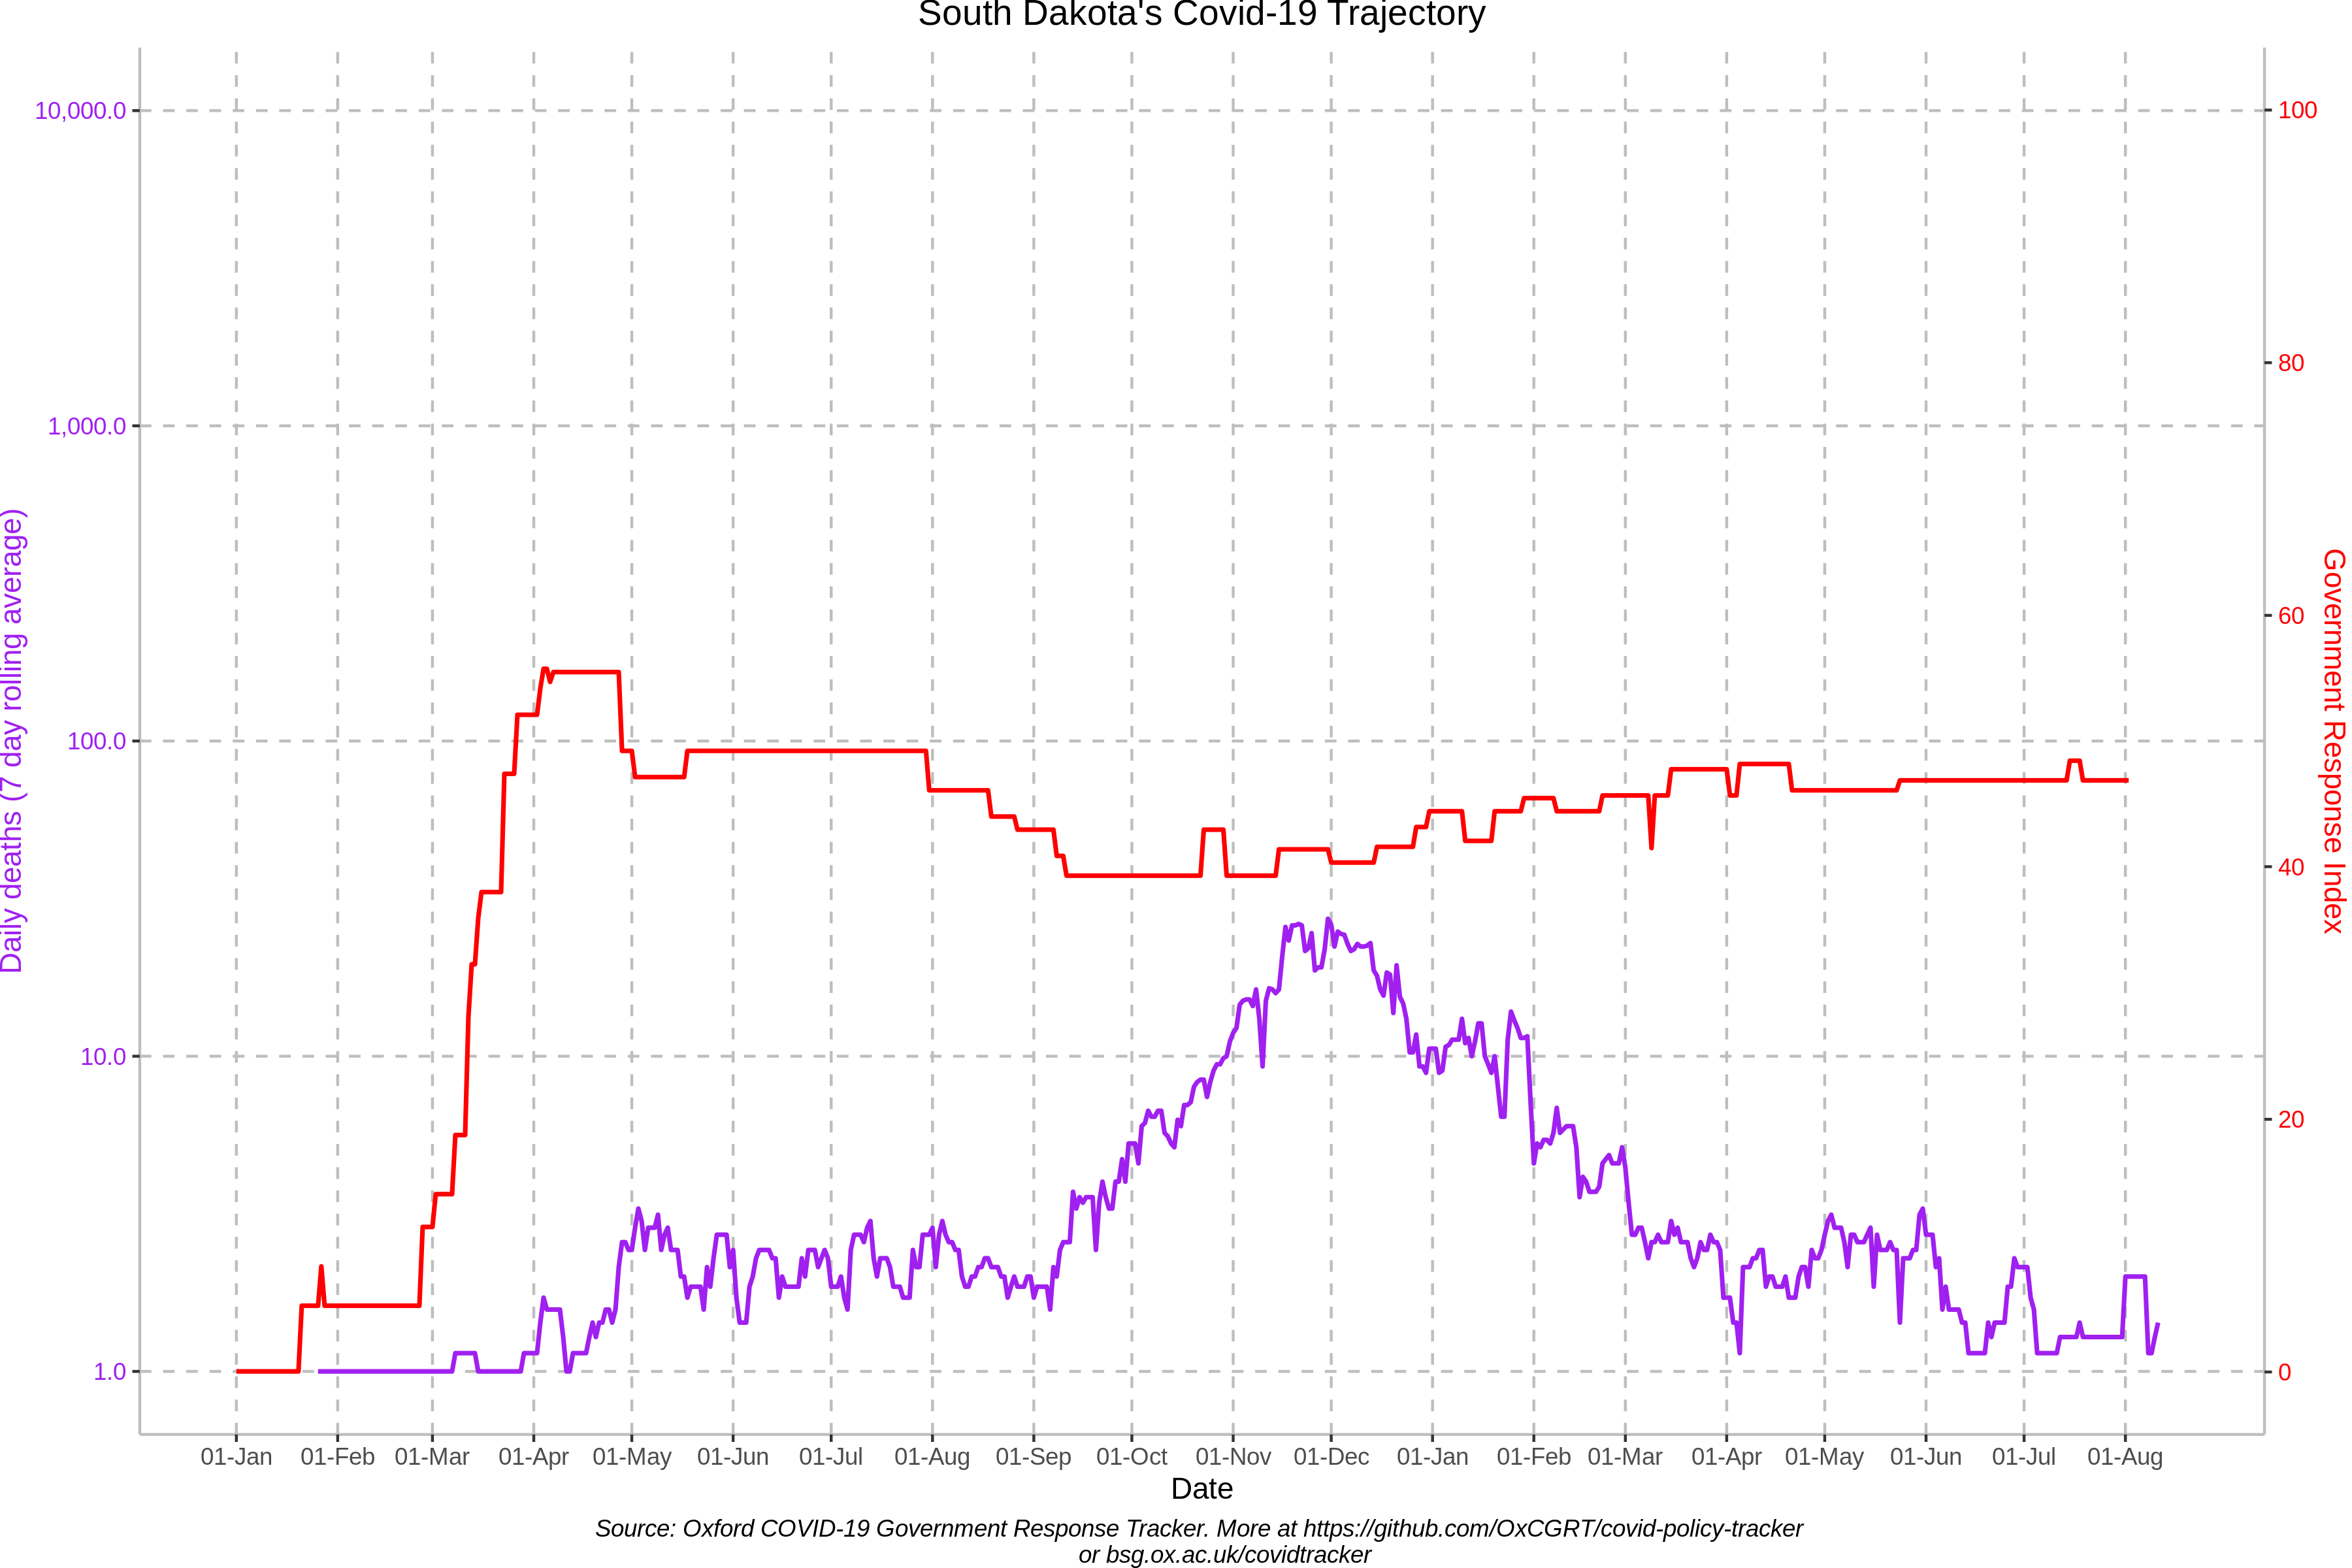 South Dakota's Covid-19 Trajectory
10,000.0
1,000.0
100.0
10.0
1.0
Daily deaths (7 day rolling average)
100
80
60
40
20
0
Government Response Index
01-Jan 01-Feb 01-Mar 01-Apr 01-May 01-Jun 01-Jul 01-Aug 01-Sep 01-Oct 01-Nov 01-Dec 01-Jan 01-Feb 01-Mar 01-Apr 01-May 01-Jun 01-Jul 01-Aug
Date
Source: Oxford COVID-19 Government Response Tracker. More at https://github.com/OxCGRT/covid-policy-tracker
or bsg.ox.ac.uk/covidtracker